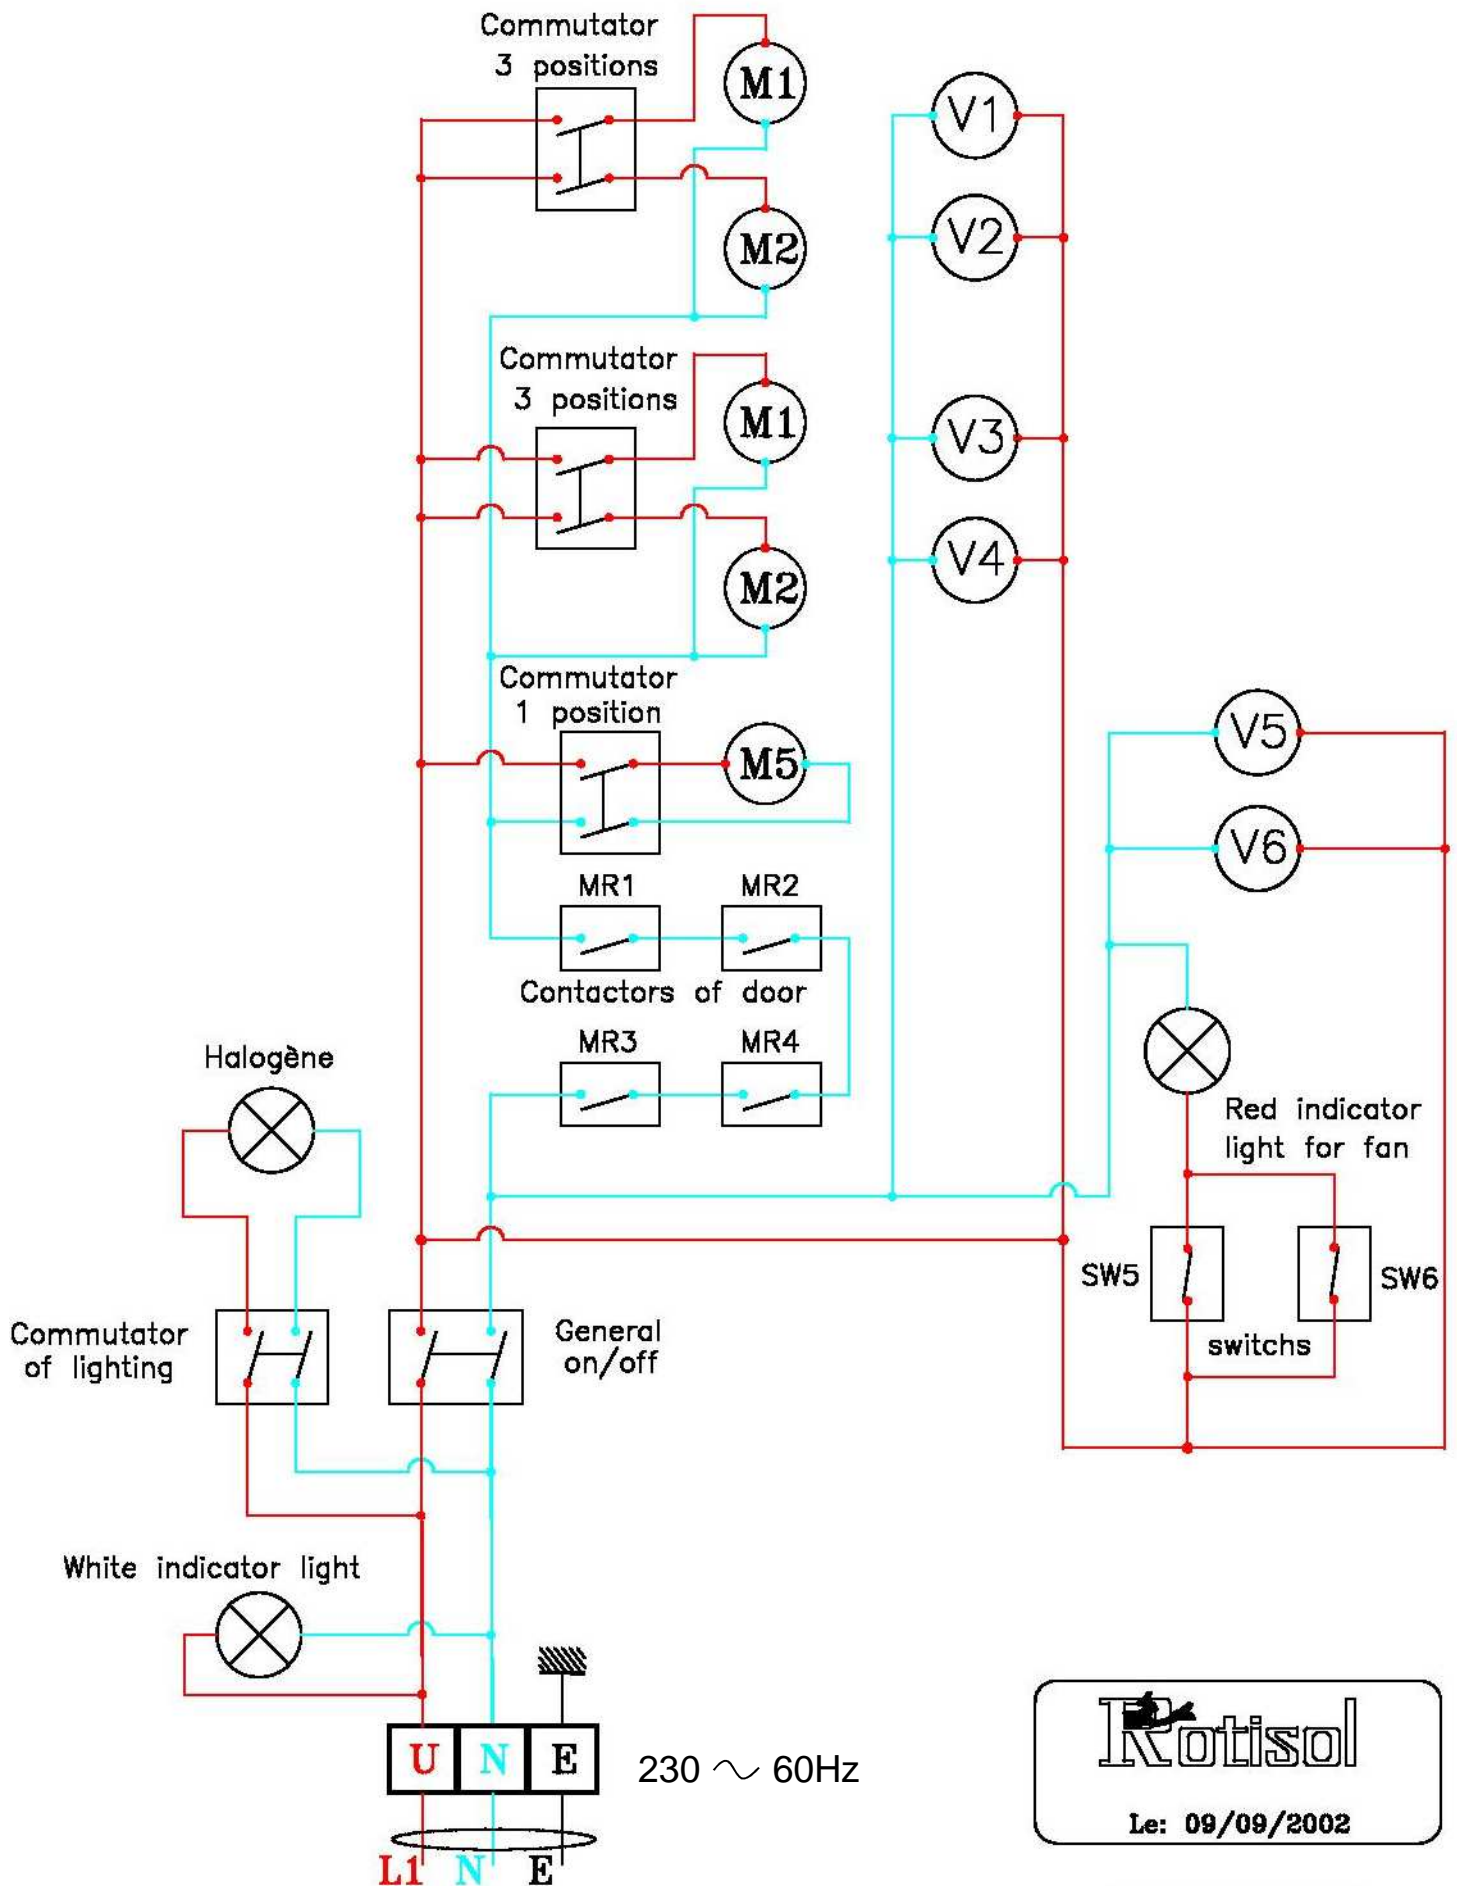 Commutator
3 positions
M1
V1
V2
M2
Commutator
3 positions
M1
V3
V4
M2
Commutator
1 position
M5
V5
V6
MR1
MR2
Contactors of door
MR3
MR4
Halogène
Red indicator
light for fan
SW5
SW6
switchs
Commutator
of lighting
General
on/off
White indicator light
U N E
230 ~ 60Hz
L1 N E
Rotisol
Le: 09/09/2002